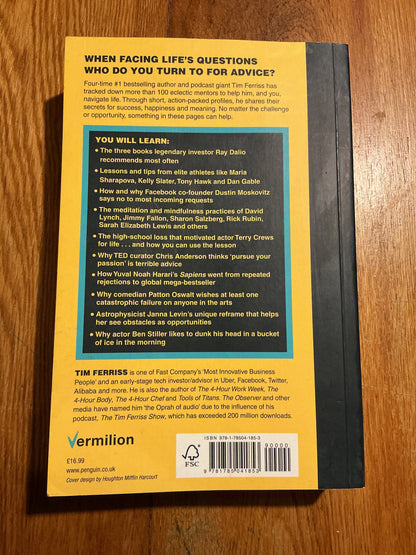 WHEN FACING LIFE'S QUESTIONS
WHO DO YOU TURN TO FOR ADVICE?
Four-time #1 bestselling author and podcast giant Tim Ferriss has
tracked down more than 100 eclectic mentors to help him, and you,
navigate life. Through short, action-packed profiles, he shares their
secrets for success, happiness and meaning. No matter the challenge
or opportunity, something in these pages can help.
YOU WILL LEARN:
• The three books legendary investor Ray Dalio
recommends most often
• Lessons and tips from elite athletes like Maria
Sharapova, Kelly Slater, Tony Hawk and Dan Gable
• How and why Facebook co-founder Dustin Moskovitz
says no to most incoming requests
• The meditation and mindfulness practices of David
Lynch, Jimmy Fallon, Sharon Salzberg, Rick Rubin,
Sarah Elizabeth Lewis and others
• The high-school loss that motivated actor Terry Crews
for life . . . and how you can use the lesson
• Why TED curator Chris Anderson thinks 'pursue your
passion' is terrible advice
• How Yuval Noah Harari's Sapiens went from repeated
rejections to global mega-bestseller
• Why comedian Patton Oswalt wishes at least one
catastrophic failure on anyone in the arts
• Astrophysicist Janna Levin's unique reframe that helps
her see obstacles as opportunities
• Why actor Ben Stiller likes to dunk his head in a bucket
of ice in the morning
TIM FERRISS is one of Fast Company's 'Most Innovative Business
People' and an early-stage tech investor/advisor in Uber, Facebook, Twitter,
Alibaba and more. He is also the author of The 4-Hour Work Week, The
4-Hour Body, The 4-Hour Chef and Tools of Titans. The Observer and other
media have named him 'the Oprah of audio' due to the influence of his
podcast, The Tim Ferriss Show, which has exceeded 200 million downloads.
Vermilion
£16.99
www.penguin.co.uk
Cover design by Houghton Mifflin Harcourt
FSC
ISBN 978-1-78504-185-3
90000
9 781785 041853